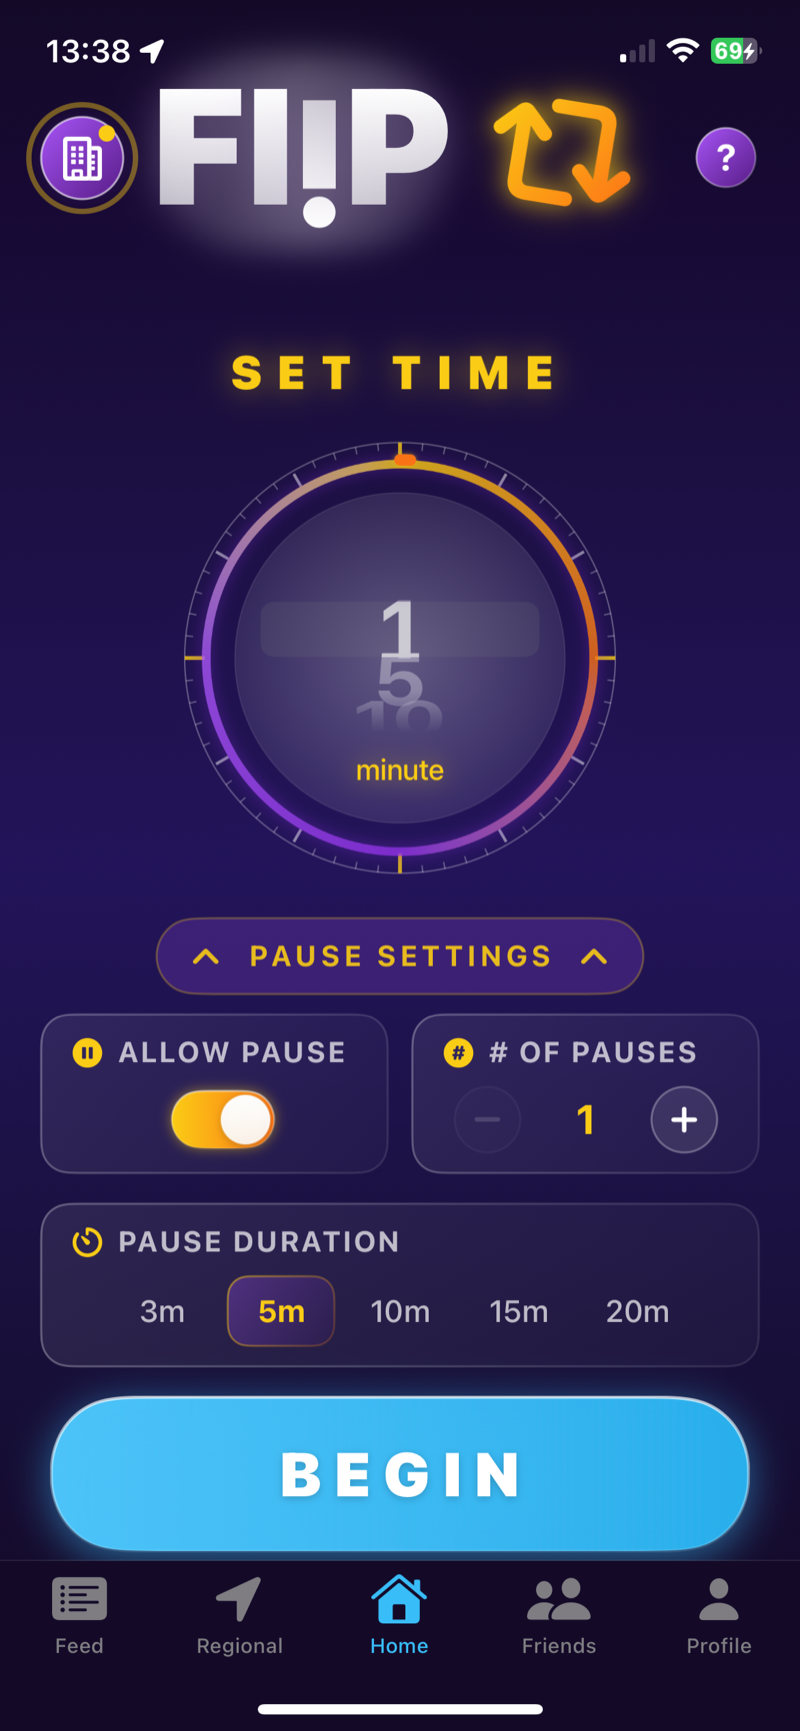 13:38
69
FL!P
?
SET TIME
1
5
10
minute
PAUSE SETTINGS
ALLOW PAUSE
# # OF PAUSES
1
PAUSE DURATION
3m 5m 10m 15m 20m
BEGIN
Feed Regional Home Friends Profile